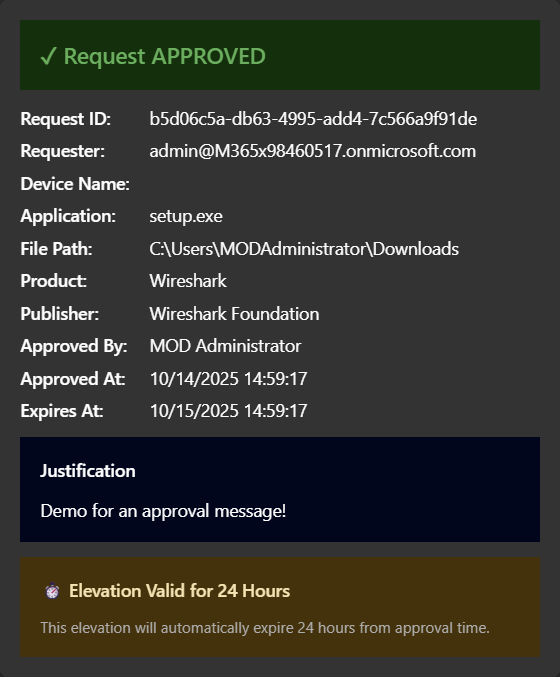 ✓ Request APPROVED
Request ID: b5d06c5a-db63-4995-add4-7c566a9f91de
Requester: admin@M365x98460517.onmicrosoft.com
Device Name:
Application: setup.exe
File Path: C:\Users\MODAdministrator\Downloads
Product: Wireshark
Publisher: Wireshark Foundation
Approved By: MOD Administrator
Approved At: 10/14/2025 14:59:17
Expires At: 10/15/2025 14:59:17
Justification
Demo for an approval message!
⏰ Elevation Valid for 24 Hours
This elevation will automatically expire 24 hours from approval time.